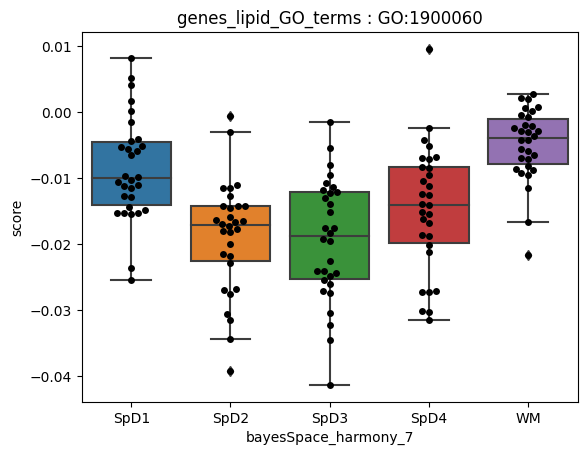 genes_lipid_GO_terms : GO:1900060
0.01
0.00
−0.01
−0.02
−0.03
−0.04
score
SpD1 SpD2 SpD3 SpD4 WM
bayesSpace_harmony_7